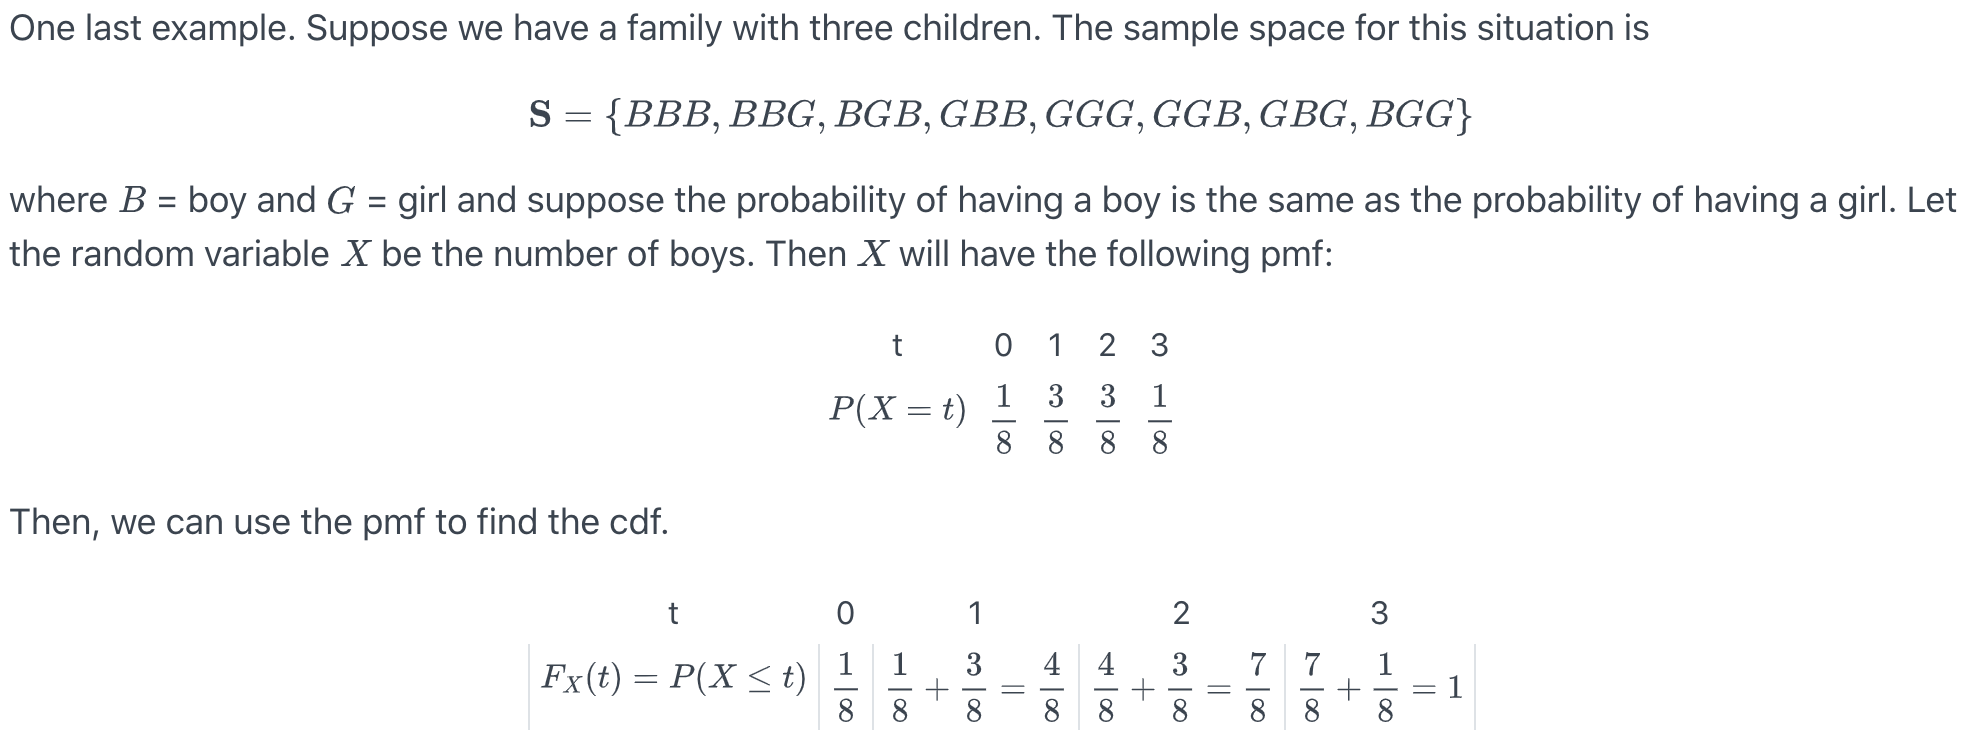 One last example. Suppose we have a family with three children. The sample space for this situation is
S = {BBB, BBG, BGB, GBB, GGG, GGB, GBG, BGG}
where B = boy and G = girl and suppose the probability of having a boy is the same as the probability of having a girl. Let
the random variable X be the number of boys. Then X will have the following pmf:
t 0 1 2 3
P(X = t) 1/8 3/8 3/8 1/8
Then, we can use the pmf to find the cdf.
t 0 1 2 3
F_X(t) = P(X ≤ t) 1/8 1/8 + 3/8 = 4/8 4/8 + 3/8 = 7/8 7/8 + 1/8 = 1